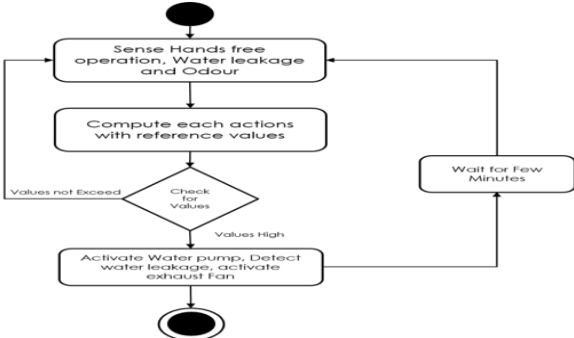 Sense Hands free
operation, Water leakage
and Odour
Compute each actions
with reference values
Wait for Few
Minutes
Check
for
Values
Values not Exceed
Values High
Activate Water pump, Detect
water leakage, activate
exhaust Fan